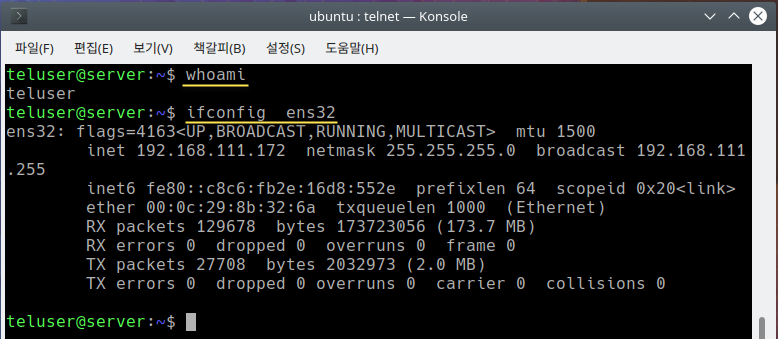 ubuntu : telnet — Konsole
파일(F) 편집(E) 보기(V) 책갈피(B) 설정(S) 도움말(H)
teluser@server:~$ whoami
teluser
teluser@server:~$ ifconfig  ens32
ens32: flags=4163<UP,BROADCAST,RUNNING,MULTICAST>  mtu 1500
        inet 192.168.111.172  netmask 255.255.255.0  broadcast 192.168.111
.255
        inet6 fe80::c8c6:fb2e:16d8:552e  prefixlen 64  scopeid 0x20<link>
        ether 00:0c:29:8b:32:6a  txqueuelen 1000  (Ethernet)
        RX packets 129678  bytes 173723056 (173.7 MB)
        RX errors 0  dropped 0  overruns 0  frame 0
        TX packets 27708  bytes 2032973 (2.0 MB)
        TX errors 0  dropped 0 overruns 0  carrier 0  collisions 0
teluser@server:~$